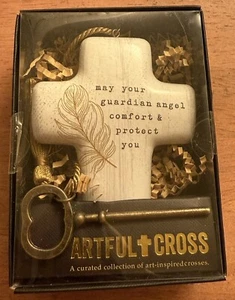 may your
guardian angel
comfort &
protect
you
ARTFUL✝CROSS
A curated collection of art-inspired crosses.